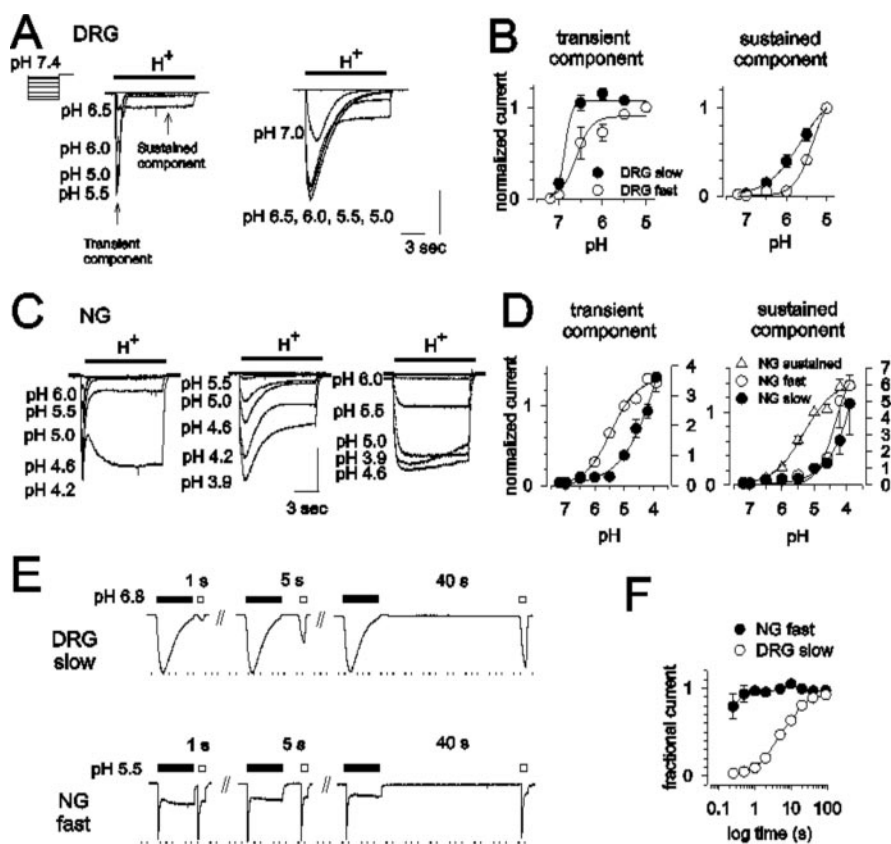 A DRG
pH 7.4
H+
pH 6.5
Sustained component
pH 6.0
pH 5.0
pH 5.5
Transient component
H+
pH 7.0
pH 6.5, 6.0, 5.5, 5.0
3 sec
B
transient component
sustained component
normalized current
1
0
DRG slow
DRG fast
7 6 5
pH
1
0
7 6 5
pH
C NG
H+
pH 6.0
pH 5.5
pH 5.0
pH 4.6
pH 4.2
H+
pH 5.5
pH 5.0
pH 4.6
pH 4.2
pH 3.9
3 sec
H+
pH 6.0
pH 5.5
pH 5.0
pH 3.9
pH 4.6
D
transient component
sustained component
normalized current
1
0
4
3
2
1
0
7 6 5 4
pH
NG sustained
NG fast
NG slow
1
0
7
6
5
4
3
2
1
0
7 6 5 4
pH
E
1 s 5 s 40 s
pH 6.8
DRG slow
//
//
1 s 5 s 40 s
pH 5.5
NG fast
//
//
F
NG fast
DRG slow
fractional current
1
0
0.1 1 10 100
log time (s)